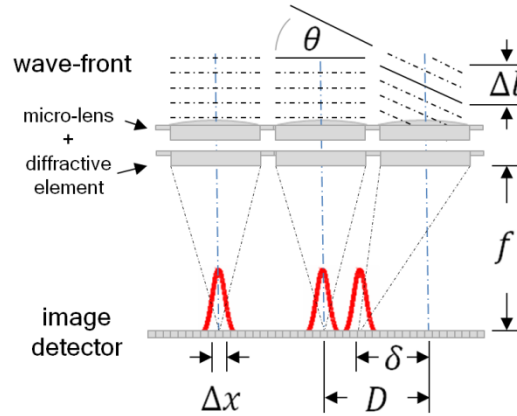 θ
wave-front
Δl
micro-lens
+
diffractive
element
f
image
detector
δ
Δx
D